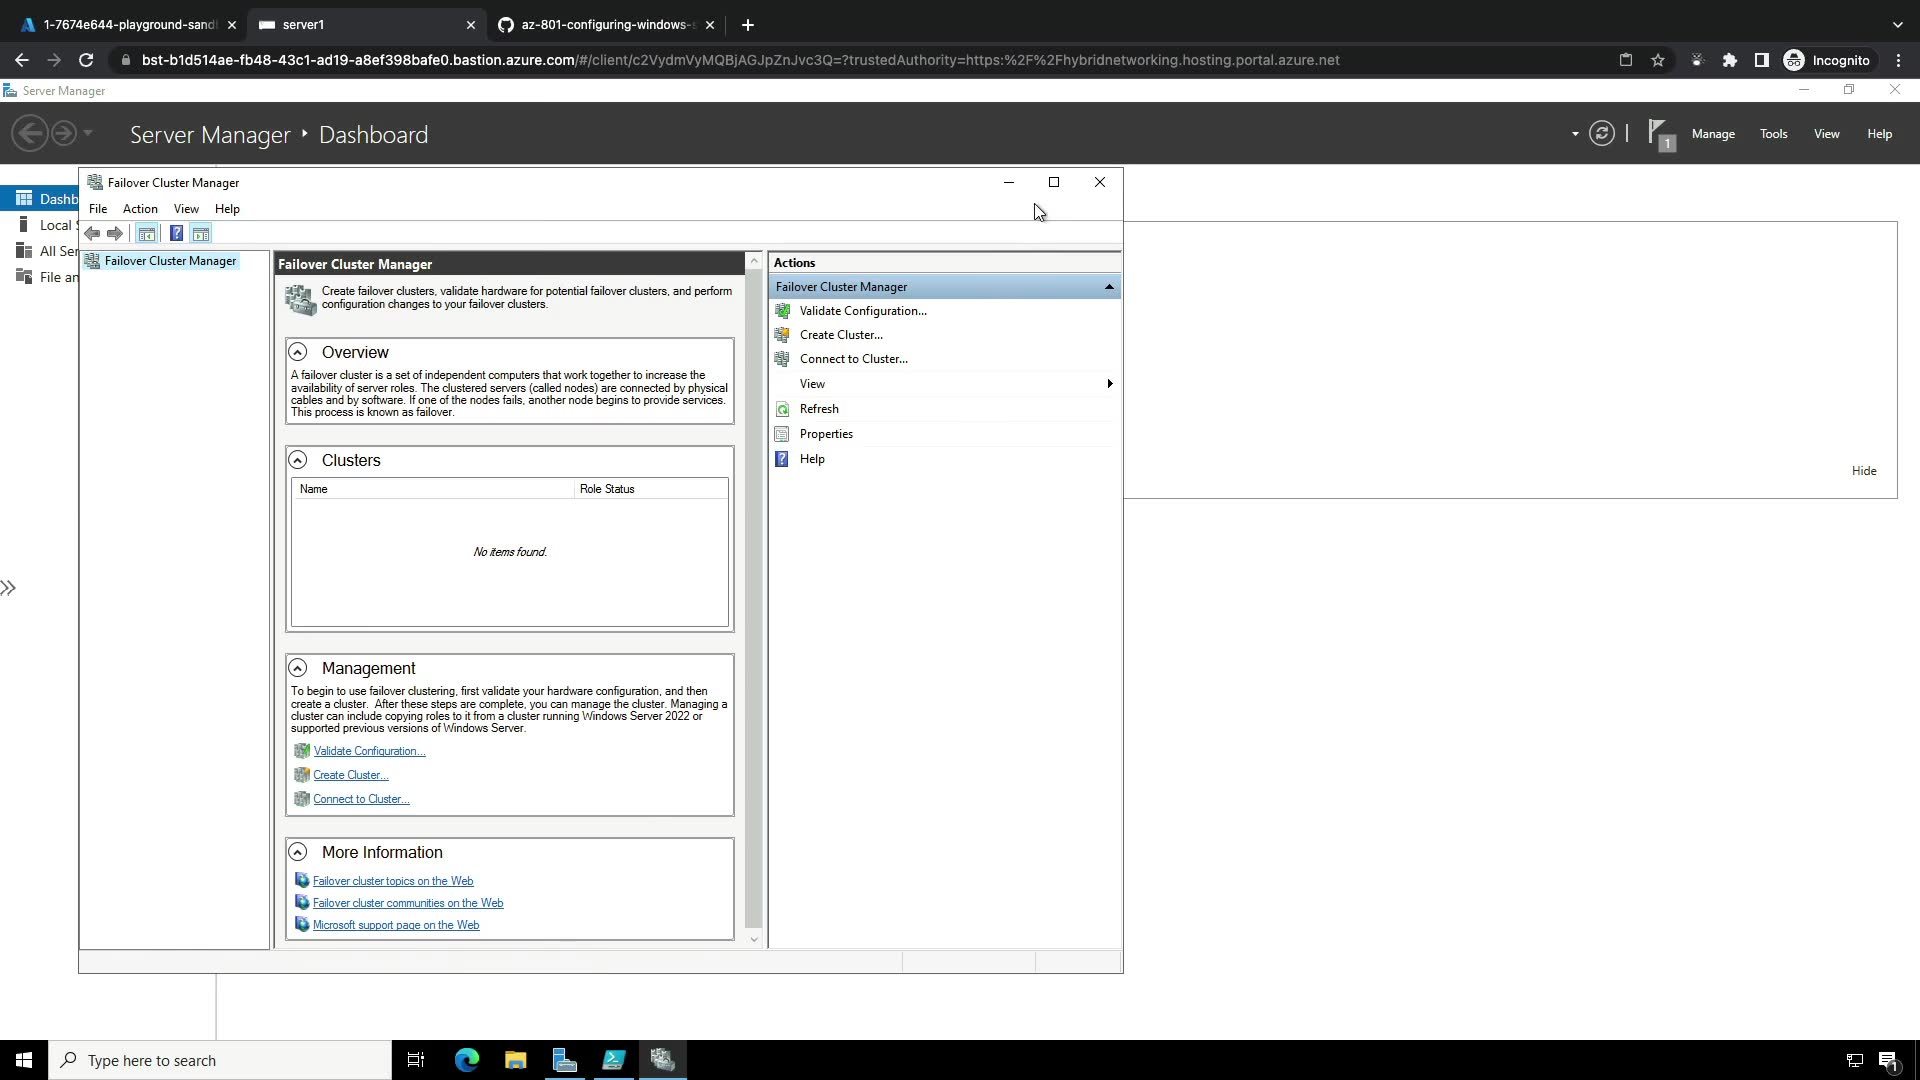 1-7674e644-playground-sand
server1
az-801-configuring-windows-s
bst-b1d514ae-fb48-43c1-ad19-a8ef398bafe0.bastion.azure.com/#/client/c2VydmVyMQBjAGJpZnJvc3Q=?trustedAuthority=https:%2F%2Fhybridnetworking.hosting.portal.azure.net
Incognito
Server Manager
Server Manager
Dashboard
1
Manage
Tools
View
Help
Dashb
Local S
All Ser
File an
Failover Cluster Manager
File
Action
View
Help
Failover Cluster Manager
Failover Cluster Manager
Create failover clusters, validate hardware for potential failover clusters, and perform
configuration changes to your failover clusters.
Overview
A failover cluster is a set of independent computers that work together to increase the
availability of server roles. The clustered servers (called nodes) are connected by physical
cables and by software. If one of the nodes fails, another node begins to provide services.
This process is known as failover.
Clusters
Name
Role Status
No items found.
Management
To begin to use failover clustering, first validate your hardware configuration, and then
create a cluster. After these steps are complete, you can manage the cluster. Managing a
cluster can include copying roles to it from a cluster running Windows Server 2022 or
supported previous versions of Windows Server.
Validate Configuration...
Create Cluster...
Connect to Cluster...
More Information
Failover cluster topics on the Web
Failover cluster communities on the Web
Microsoft support page on the Web
Actions
Failover Cluster Manager
Validate Configuration...
Create Cluster...
Connect to Cluster...
View
Refresh
Properties
Help
Hide
Type here to search
1